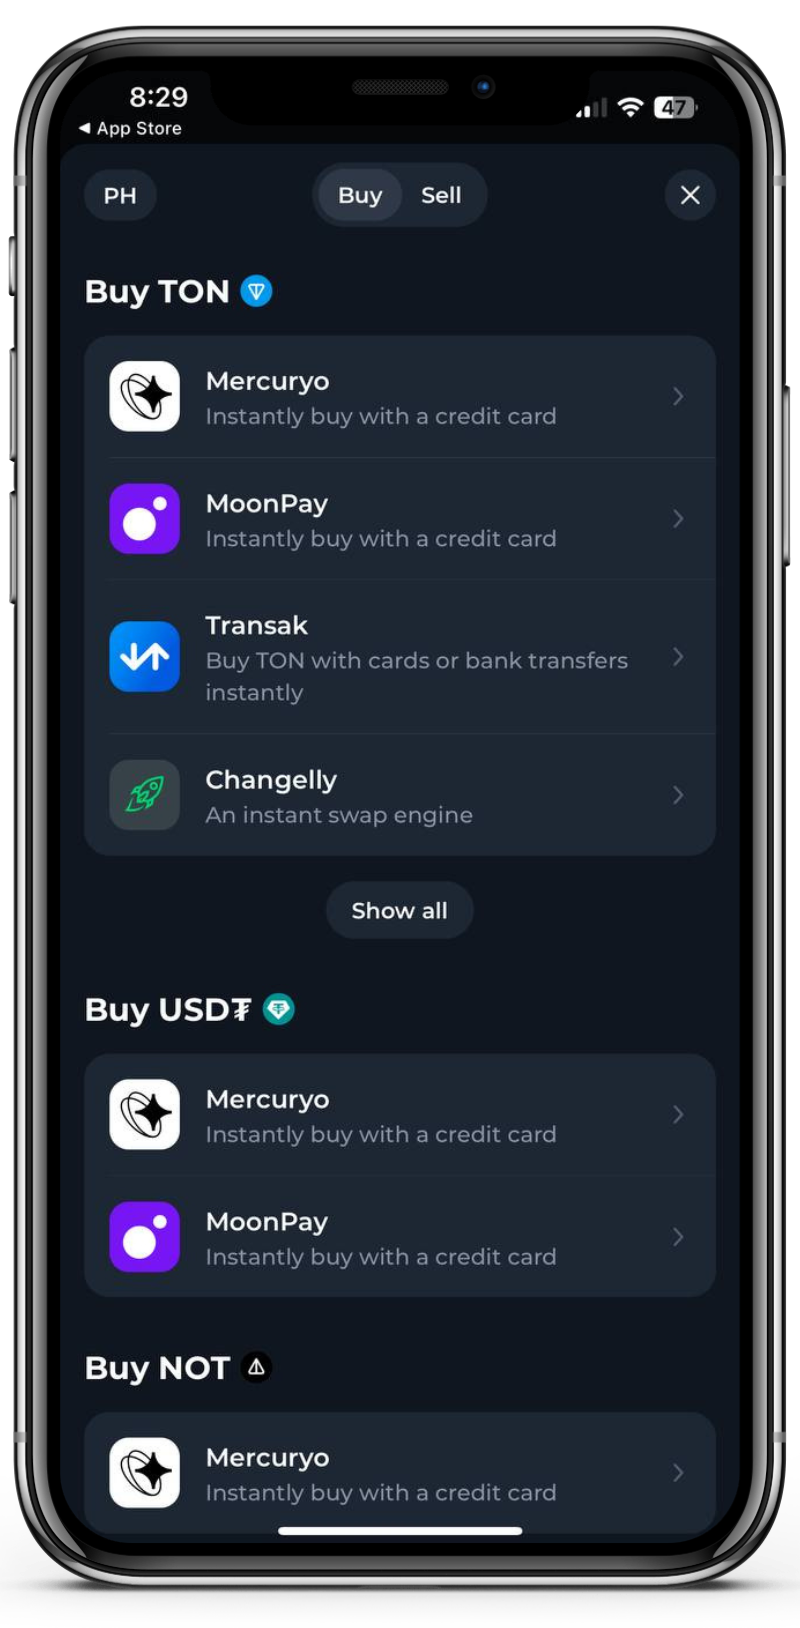 8:29
47
◀ App Store
PH
Buy
Sell
Buy TON
Mercuryo
Instantly buy with a credit card
MoonPay
Instantly buy with a credit card
Transak
Buy TON with cards or bank transfers
instantly
Changelly
An instant swap engine
Show all
Buy USD₮
Mercuryo
Instantly buy with a credit card
MoonPay
Instantly buy with a credit card
Buy NOT
Mercuryo
Instantly buy with a credit card